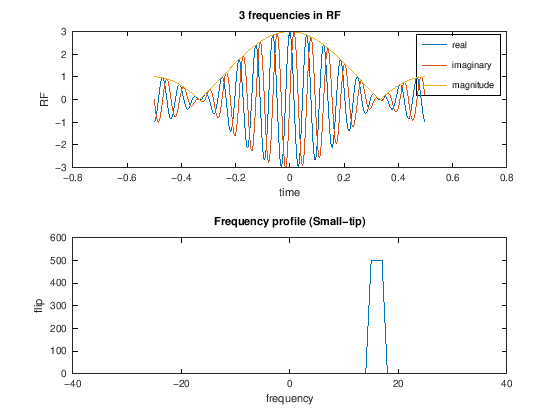 3 frequencies in RF
3
2
1
0
−1
−2
−3
RF
real
imaginary
magnitude
−0.8 −0.6 −0.4 −0.2 0 0.2 0.4 0.6 0.8
time
Frequency profile (Small−tip)
600
500
400
300
200
100
0
flip
−40 −20 0 20 40
frequency